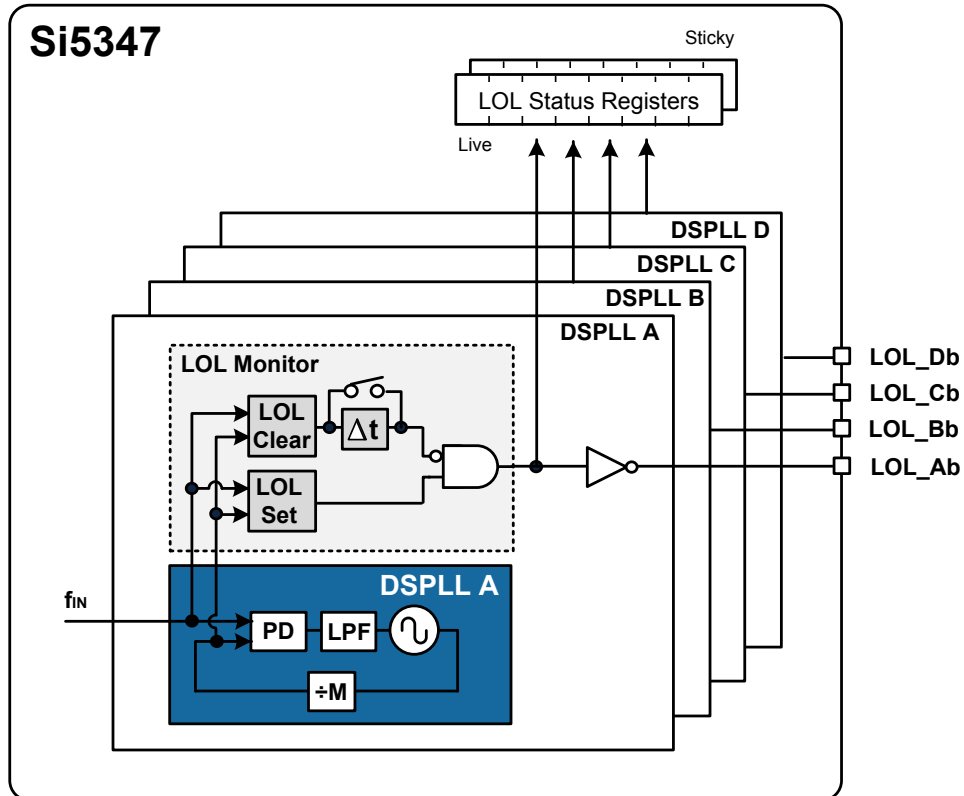 Si5347
Sticky
LOL Status Registers
Live
DSPLL D
DSPLL C
DSPLL B
DSPLL A
LOL Monitor
LOL
Clear
Δt
LOL
Set
LOL_Db
LOL_Cb
LOL_Bb
LOL_Ab
DSPLL A
fIN
PD
LPF
÷M